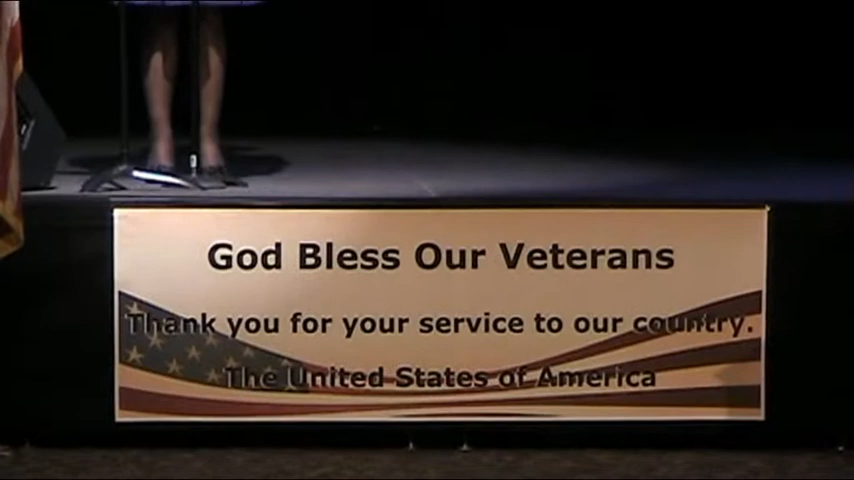 God Bless Our Veterans
Thank you for your service to our country.
The United States of America